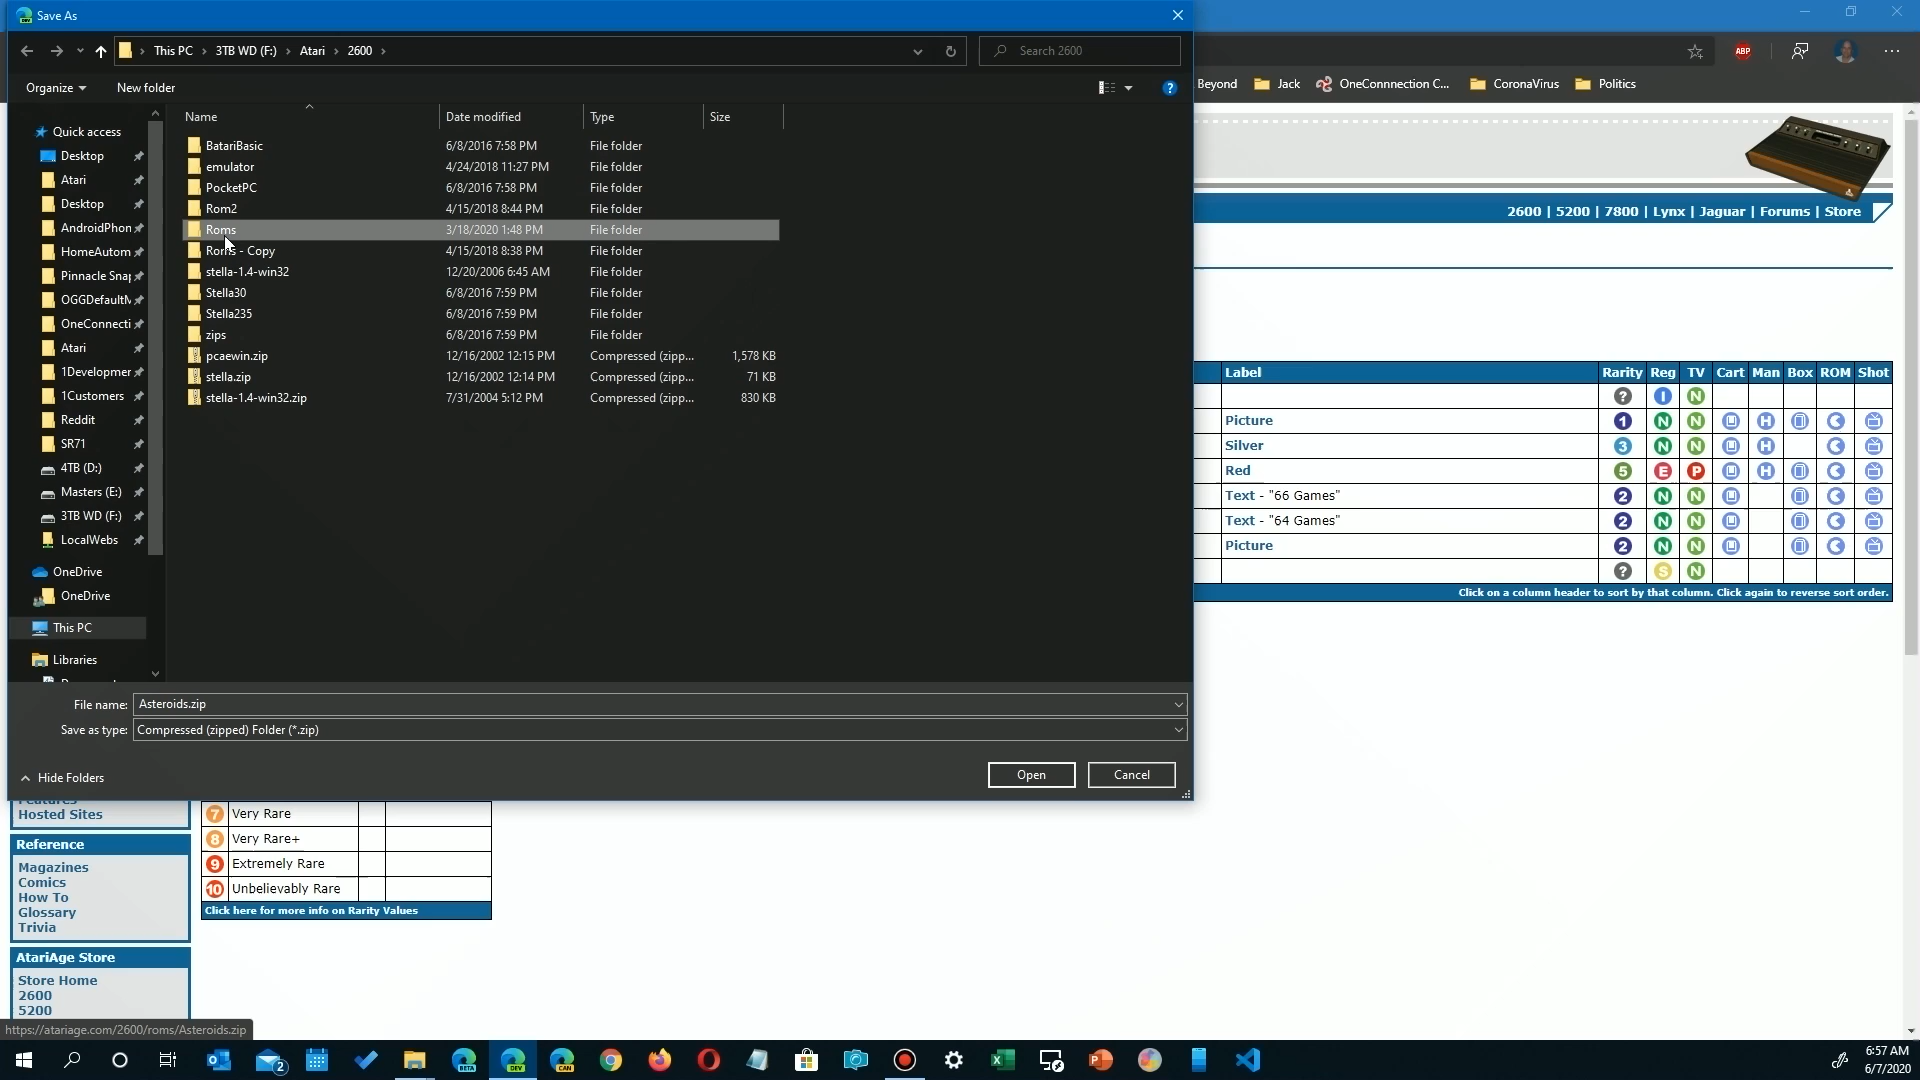 Save As
This PC > 3TB WD (F:) > Atari > 2600 >
Search 2600
ABP
Organize
New folder
?
Beyond
Jack
OneConnnection C...
CoronaVirus
Politics
Name
Date modified
Type
Size
Quick access
Desktop
Atari
Desktop
AndroidPhon
HomeAutom
Pinnacle Snap
OGGDefaultM
OneConnecti
Atari
1Developmer
1Customers
Reddit
SR71
4TB (D:)
Masters (E:)
3TB WD (F:)
LocalWebs
OneDrive
OneDrive
This PC
Libraries
BatariBasic 6/8/2016 7:58 PM File folder
emulator 4/24/2018 11:27 PM File folder
PocketPC 6/8/2016 7:58 PM File folder
Rom2 4/15/2018 8:44 PM File folder
Roms 3/18/2020 1:48 PM File folder
Roms - Copy 4/15/2018 8:38 PM File folder
stella-1.4-win32 12/20/2006 6:45 AM File folder
Stella30 6/8/2016 7:59 PM File folder
Stella235 6/8/2016 7:59 PM File folder
zips 6/8/2016 7:59 PM File folder
pcaewin.zip 12/16/2002 12:15 PM Compressed (zipp... 1,578 KB
stella.zip 12/16/2002 12:14 PM Compressed (zipp... 71 KB
stella-1.4-win32.zip 7/31/2004 5:12 PM Compressed (zipp... 830 KB
File name: Asteroids.zip
Save as type: Compressed (zipped) Folder (*.zip)
Hide Folders
Open
Cancel
2600 | 5200 | 7800 | Lynx | Jaguar | Forums | Store
Label Rarity Reg TV Cart Man Box ROM Shot
? I N
Picture 1 N N H
Silver 3 N N H
Red 5 E P H
Text - "66 Games" 2 N N
Text - "64 Games" 2 N N
Picture 2 N N
? S N
Click on a column header to sort by that column. Click again to reverse sort order.
Features
Hosted Sites
Reference
Magazines
Comics
How To
Glossary
Trivia
AtariAge Store
Store Home
2600
5200
7 Very Rare
8 Very Rare+
9 Extremely Rare
10 Unbelievably Rare
Click here for more info on Rarity Values
https://atariage.com/2600/roms/Asteroids.zip
2
BETA
DEV
CAN
6:57 AM
6/7/2020